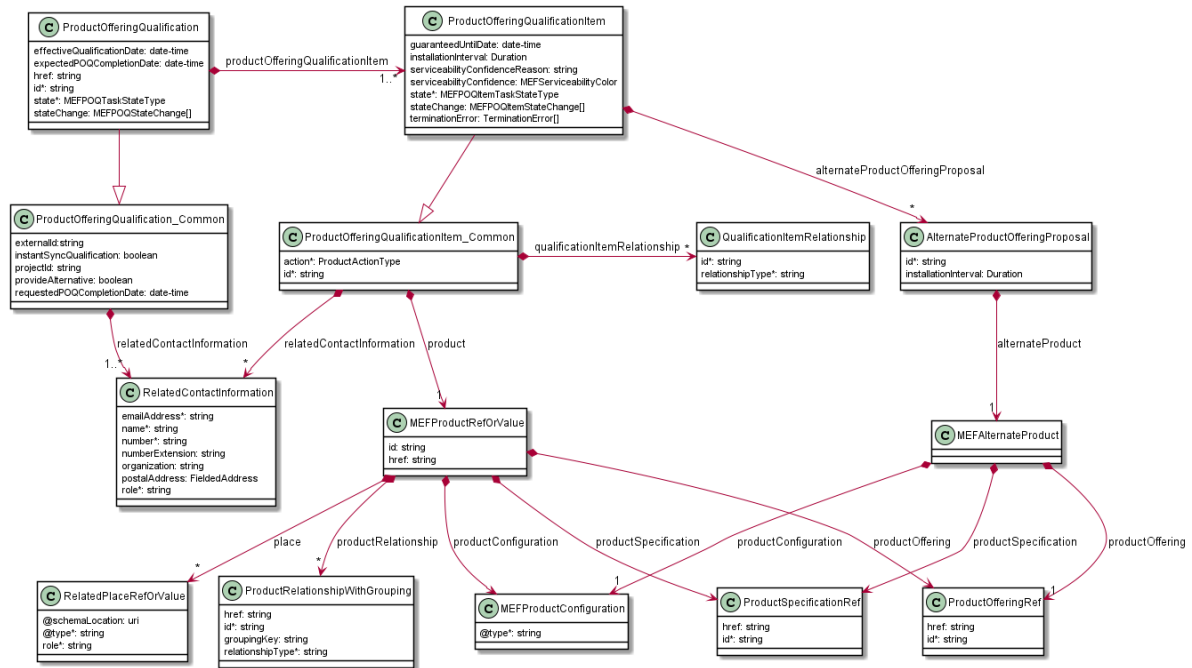 C ProductOfferingQualification
effectiveQualificationDate: date-time
expectedPOQCompletionDate: date-time
href: string
id*: string
state*: MEFPOQTaskStateType
stateChange: MEFPOQStateChange[]
productOfferingQualificationItem
1..*
C ProductOfferingQualificationItem
guaranteedUntilDate: date-time
installationInterval: Duration
serviceabilityConfidenceReason: string
serviceabilityConfidence: MEFServiceabilityColor
state*: MEFPOQItemTaskStateType
stateChange: MEFPOQItemStateChange[]
terminationError: TerminationError[]
alternateProductOfferingProposal
*
C ProductOfferingQualification_Common
externalId:string
instantSyncQualification: boolean
projectId: string
provideAlternative: boolean
requestedPOQCompletionDate: date-time
C ProductOfferingQualificationItem_Common
action*: ProductActionType
id*: string
qualificationItemRelationship
*
C QualificationItemRelationship
id*: string
relationshipType*: string
C AlternateProductOfferingProposal
id*: string
installationInterval: Duration
relatedContactInformation
1..*
relatedContactInformation
*
product
1
alternateProduct
1
C RelatedContactInformation
emailAddress*: string
name*: string
number*: string
numberExtension: string
organization: string
postalAddress: FieldedAddress
role*: string
C MEFProductRefOrValue
id: string
href: string
C MEFAlternateProduct
place
*
productRelationship
*
productConfiguration
productSpecification
productConfiguration
1
productOffering
productSpecification
productOffering
1
C RelatedPlaceRefOrValue
@schemaLocation: uri
@type*: string
role*: string
C ProductRelationshipWithGrouping
href: string
id*: string
groupingKey: string
relationshipType*: string
C MEFProductConfiguration
@type*: string
C ProductSpecificationRef
href: string
id*: string
C ProductOfferingRef
href: string
id*: string